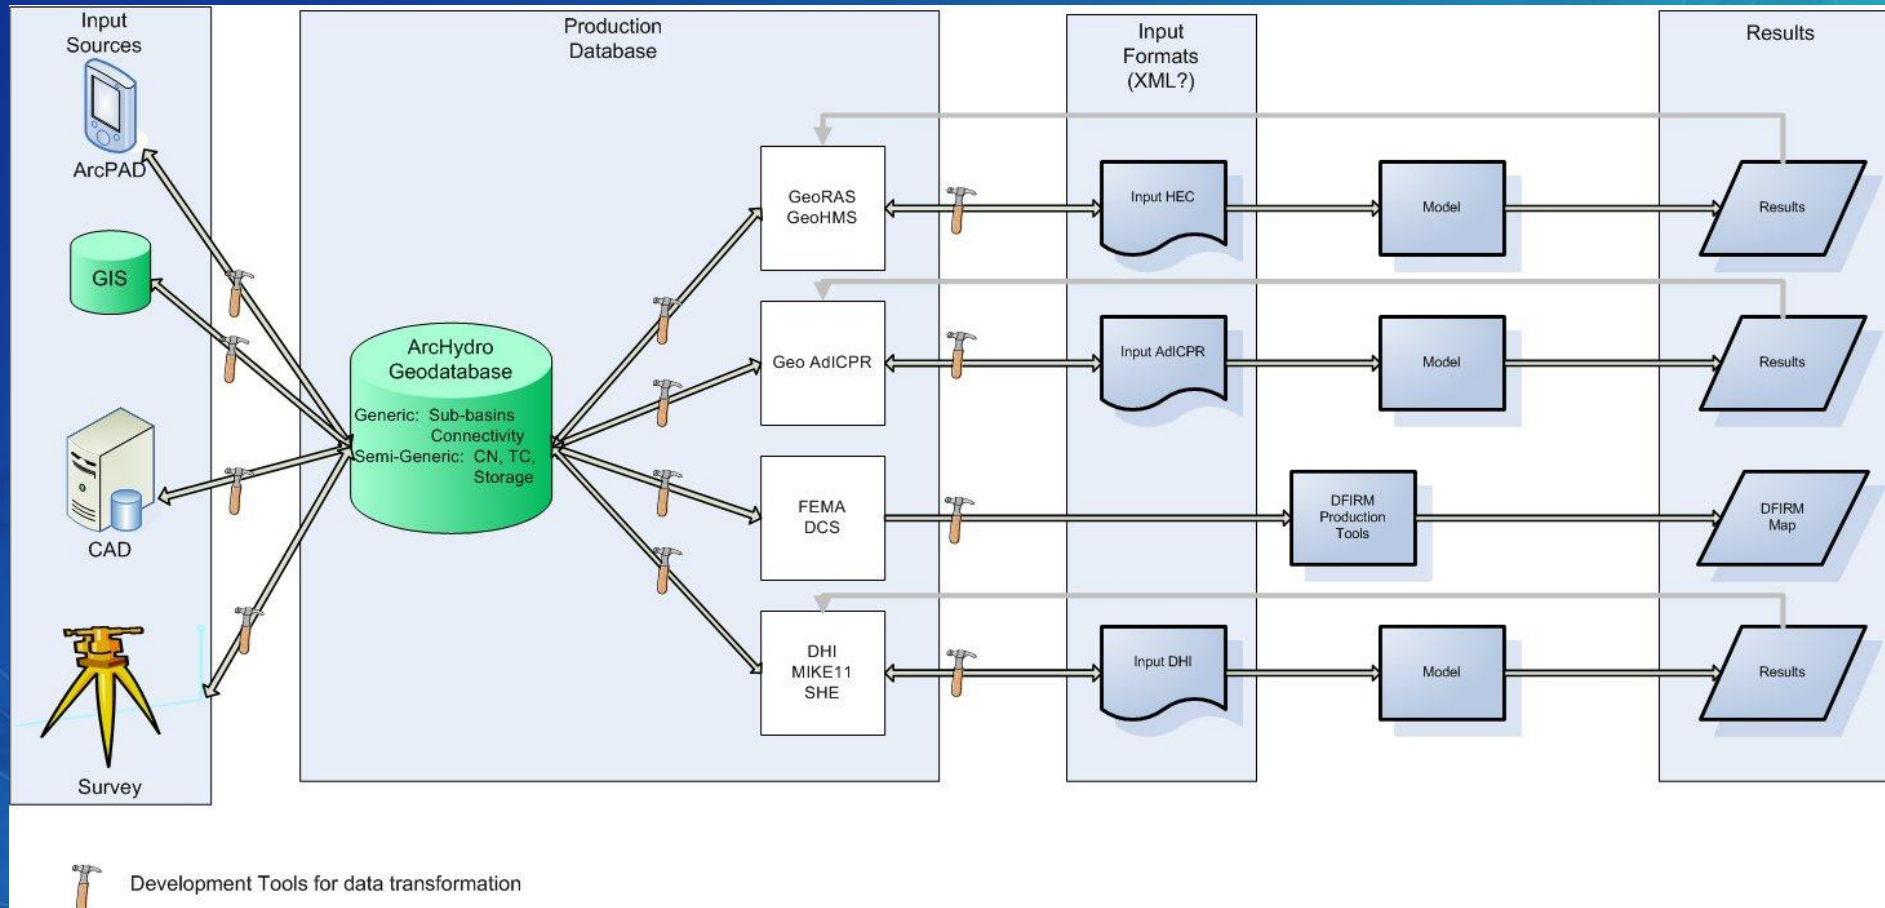 Input
Sources
ArcPAD
GIS
CAD
Survey
Production
Database
ArcHydro
Geodatabase
Generic: Sub-basins
Connectivity
Semi-Generic: CN, TC,
Storage
GeoRAS
GeoHMS
Geo AdICPR
FEMA
DCS
DHI
MIKE11
SHE
Input
Formats
(XML?)
Input HEC
Input AdICPR
Input DHI
Model
Model
DFIRM
Production
Tools
Model
Results
Results
Results
DFIRM
Map
Results
Development Tools for data transformation